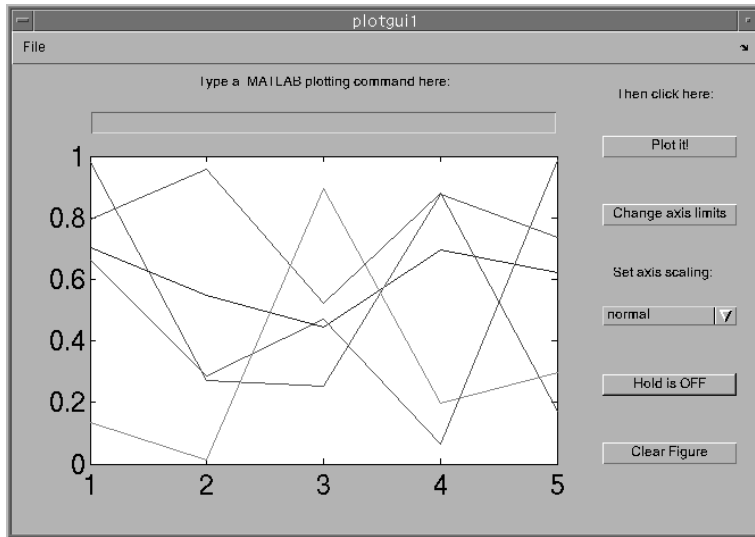 plotgui1
File
Type a MATLAB plotting command here:
Then click here:
Plot it!
Change axis limits
Set axis scaling:
normal
Hold is OFF
Clear Figure
1
0.8
0.6
0.4
0.2
0
1 2 3 4 5